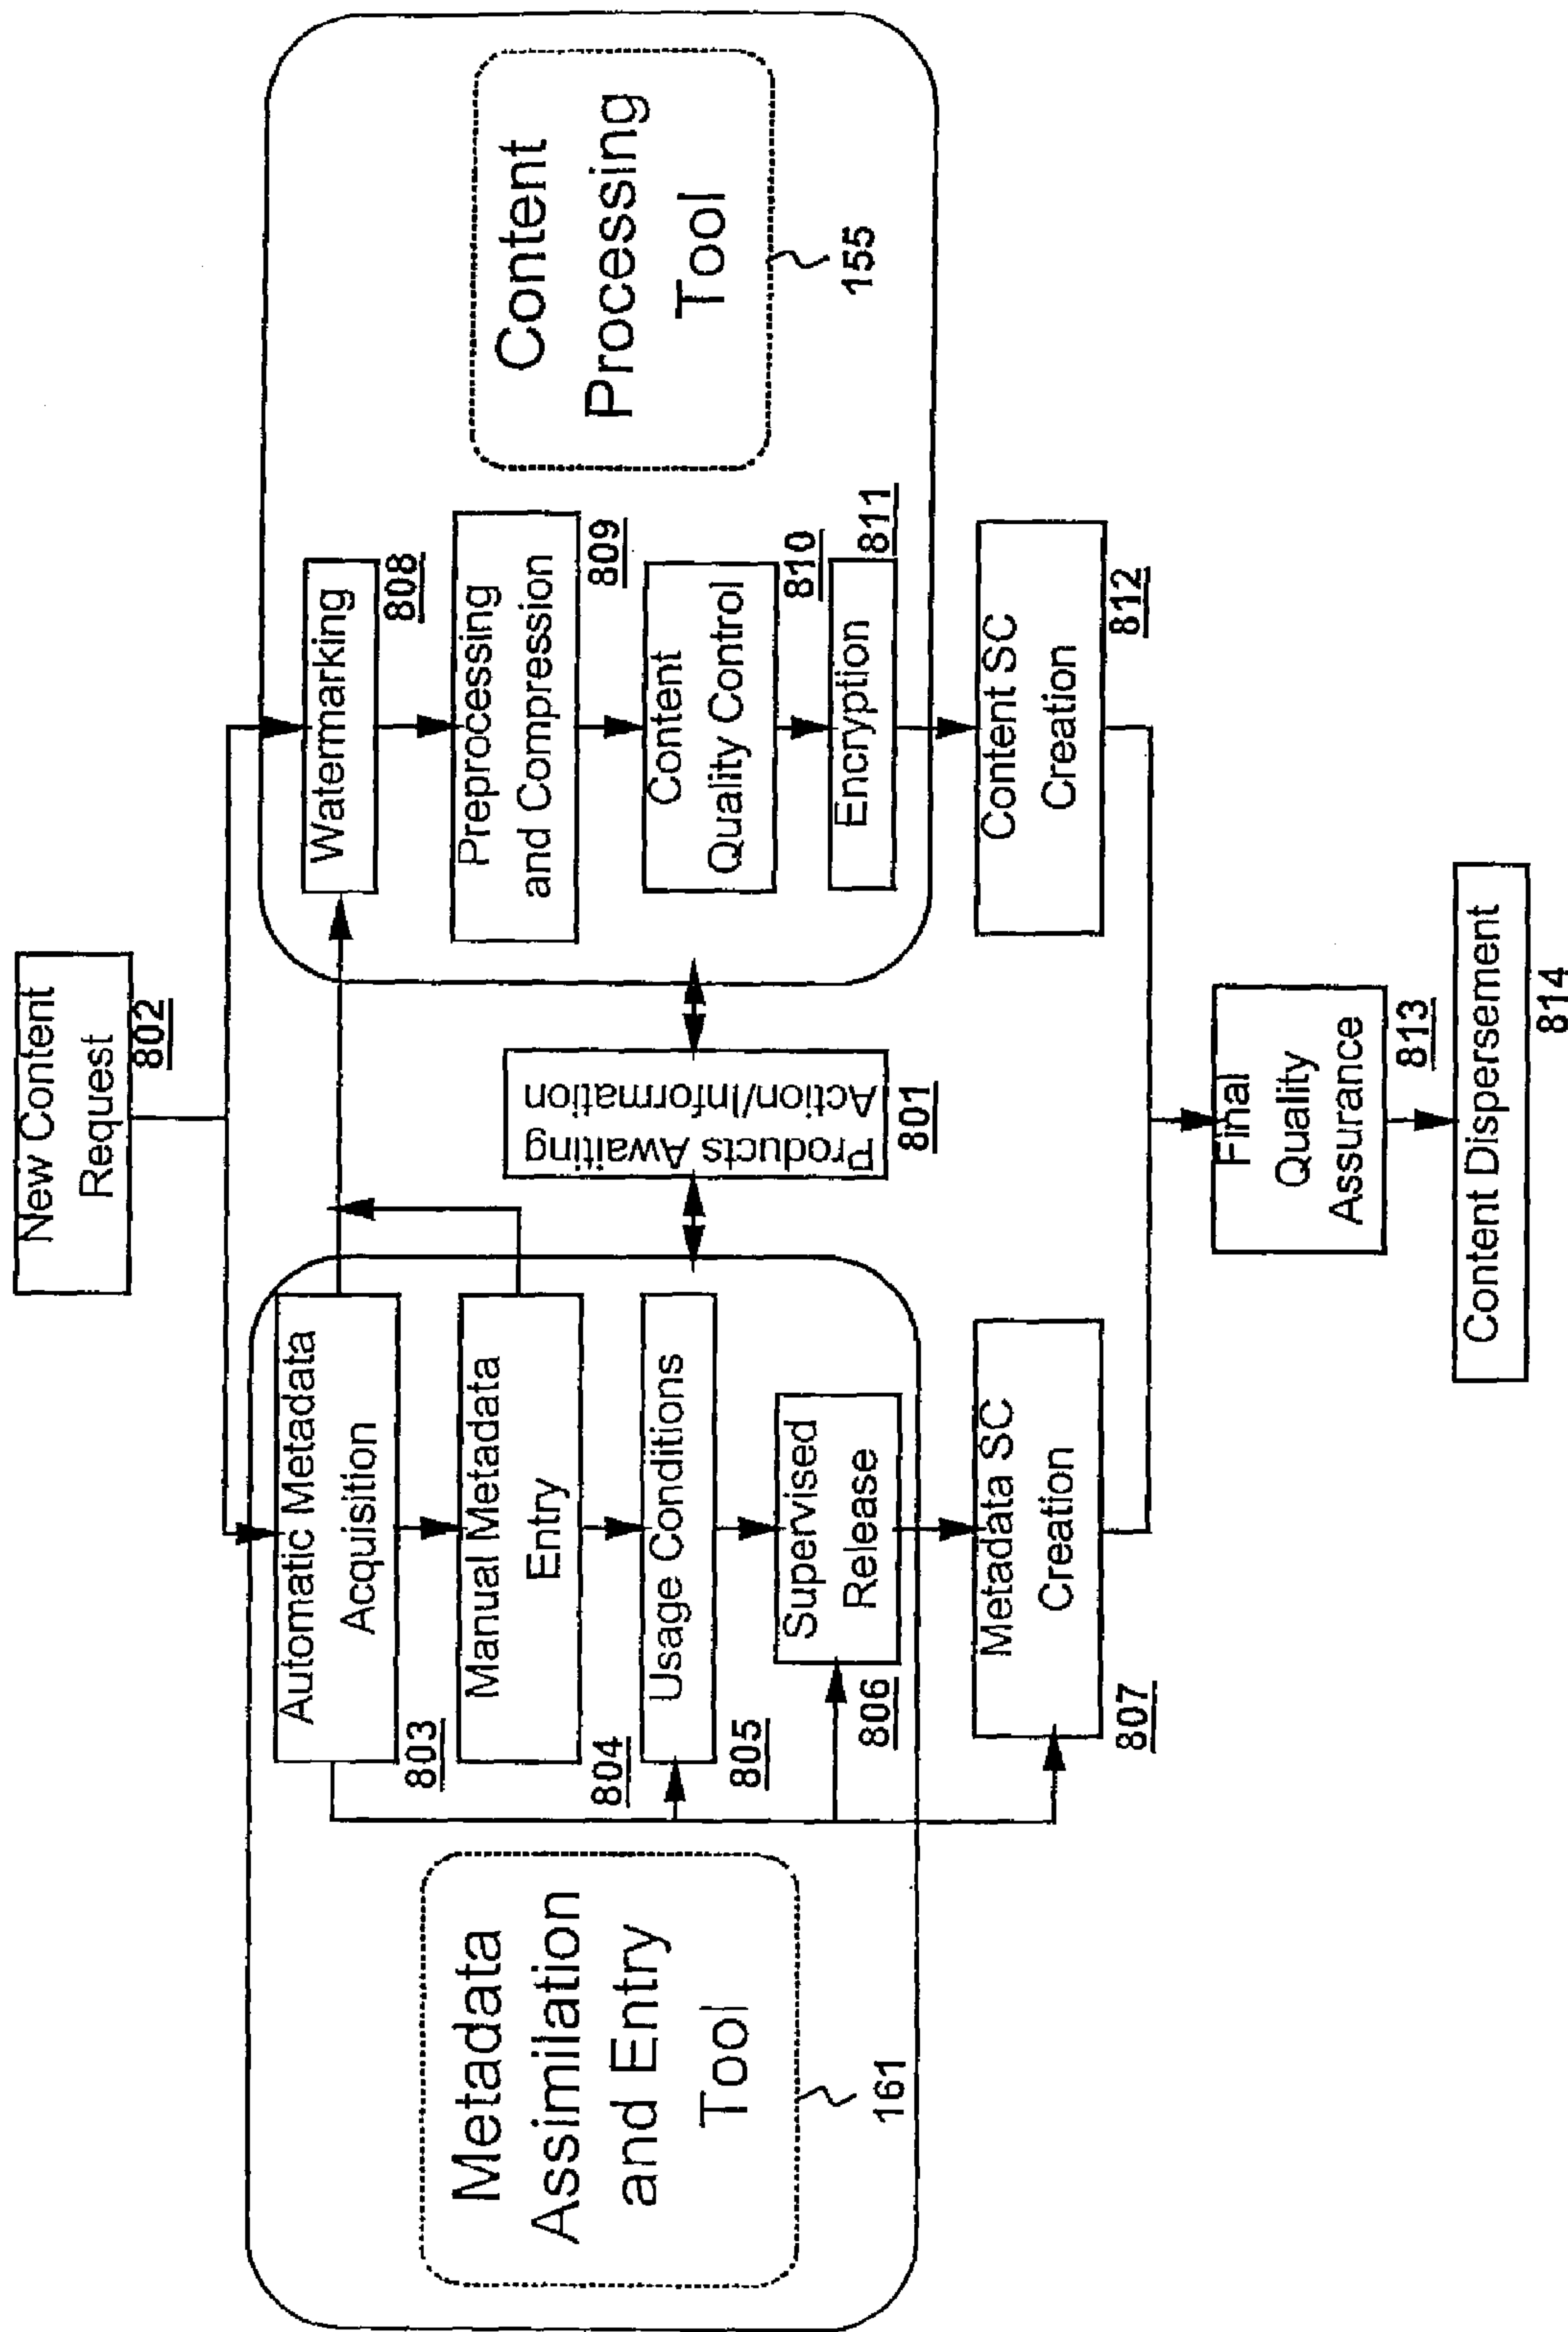 New Content
Request
802
Automatic Metadata
Acquisition
803
Manual Metadata
Entry
804
Usage Conditions
805
Supervised
Release
806
Metadata SC
Creation
807
Metadata
Assimilation
and Entry
Tool
161
Products Awaiting
Action/Information
801
Watermarking
808
Preprocessing
and Compression
809
Content
Quality Control
810
Encryption
811
Content SC
Creation
812
Content
Processing
Tool
155
Final
Quality
Assurance
813
Content Dispersement
814